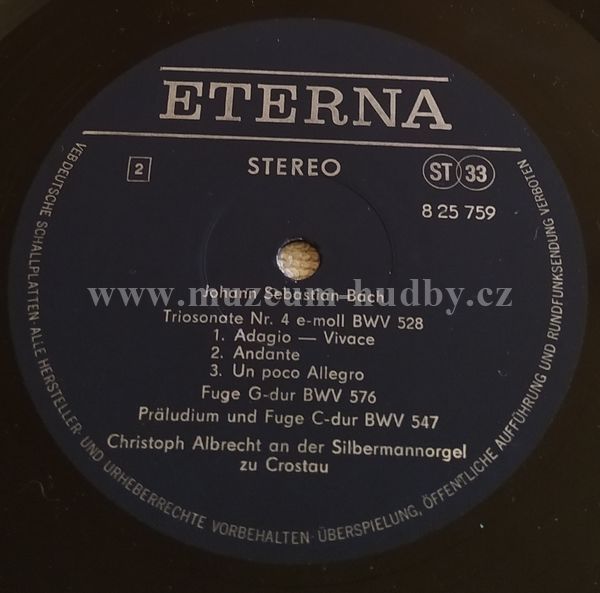 ETERNA
2
STEREO
ST 33
8 25 759
Johann Sebastian Bach
Triosonate Nr. 4 e-moll BWV 528
1. Adagio — Vivace
2. Andante
3. Un poco Allegro
Fuge G-dur BWV 576
Präludium und Fuge C-dur BWV 547
Christoph Albrecht an der Silbermannorgel
zu Crostau
VEB DEUTSCHE SCHALLPLATTEN · ALLE HERSTELLER- UND URHEBERRECHTE VORBEHALTEN · ÜBERSPIELUNG, ÖFFENTLICHE AUFFÜHRUNG UND RUNDFUNKSENDUNG VERBOTEN
www.muzeum-hudby.cz